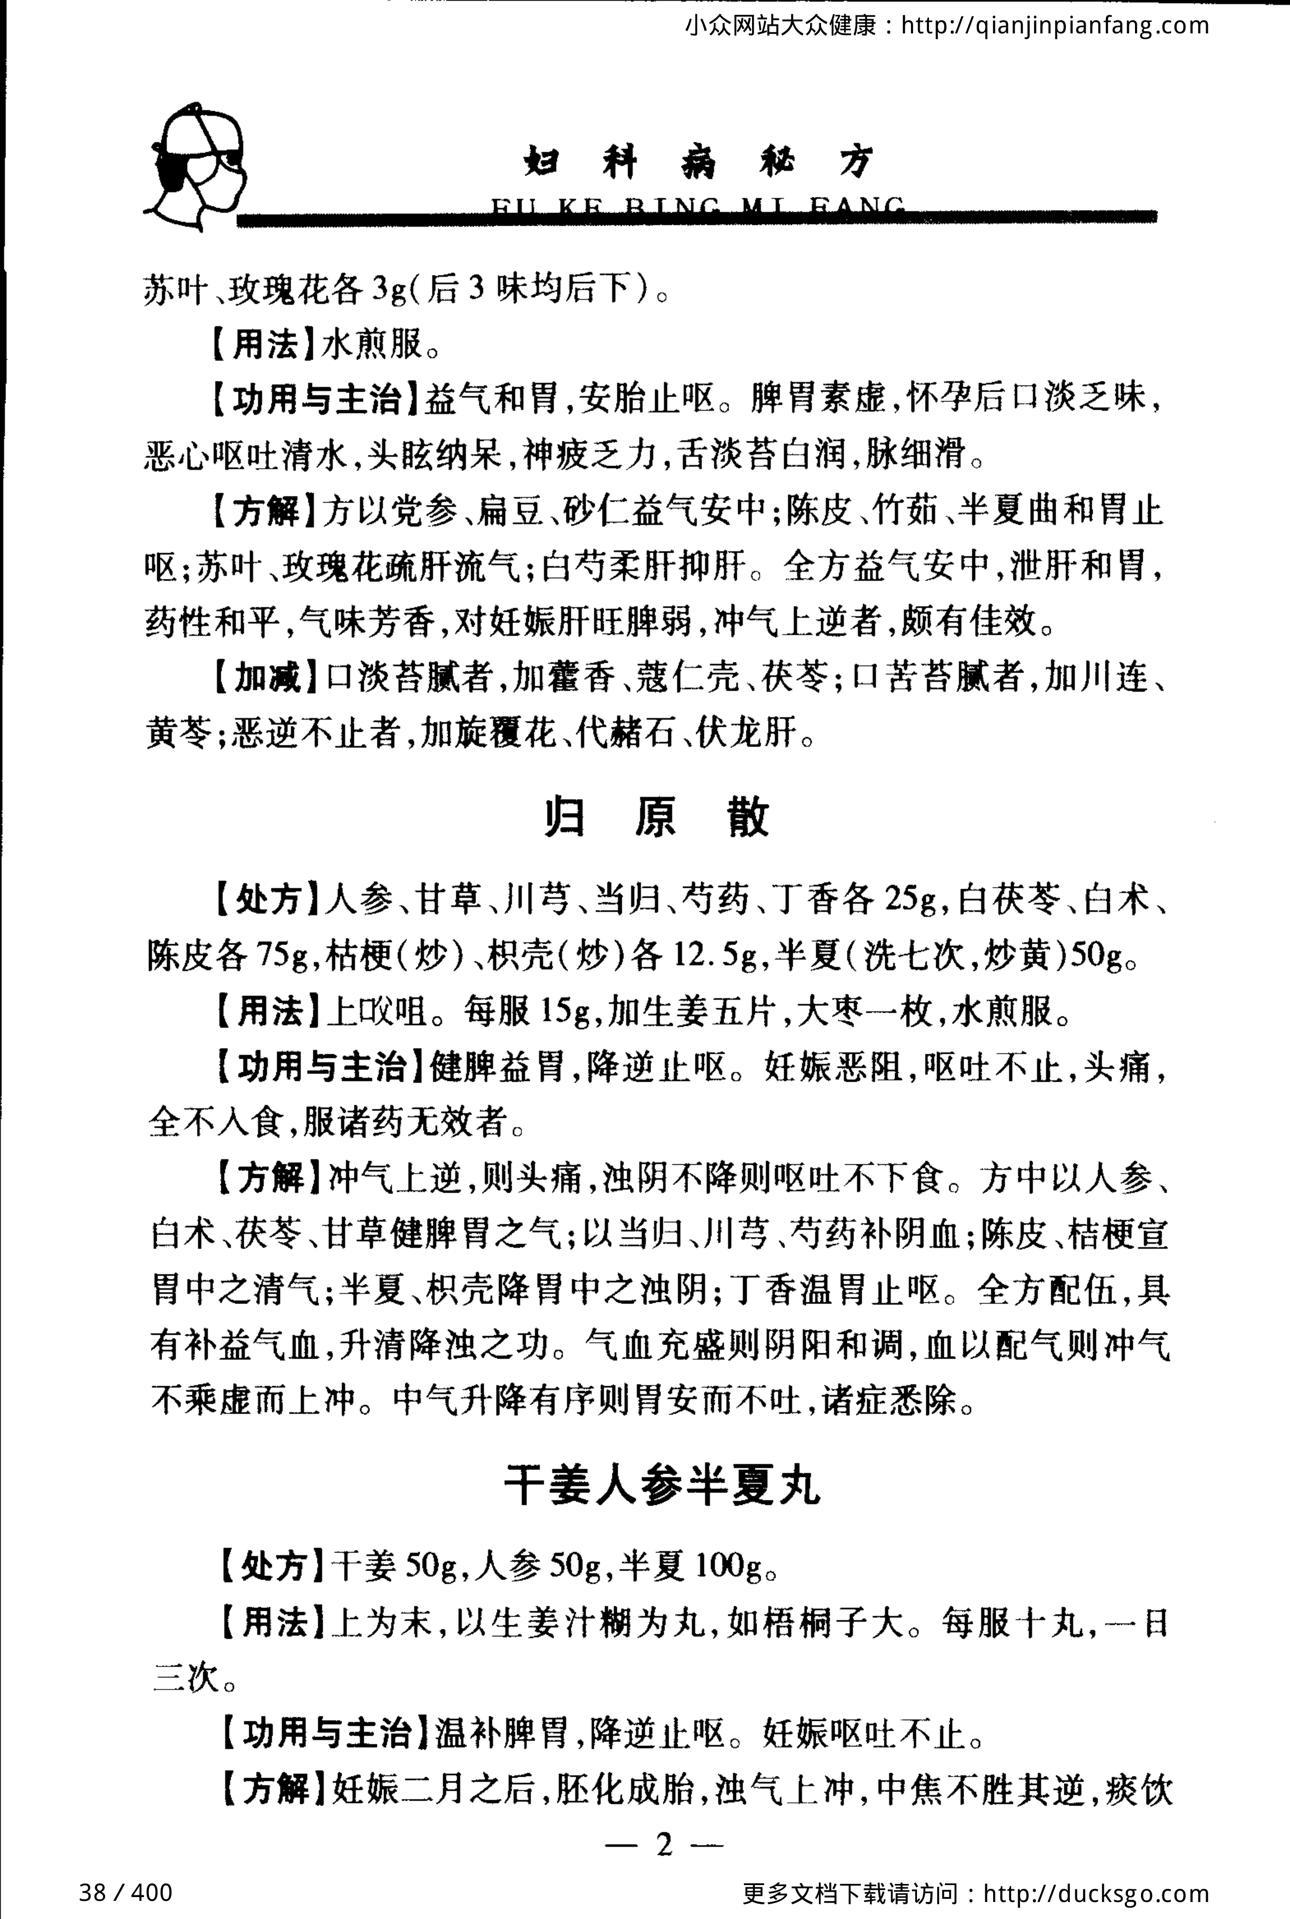 小众网站大众健康：http://qianjinpianfang.com
妇科病秘方
FU KE BING MI FANG
苏叶、玫瑰花各3g(后3味均后下)。
【用法】水煎服。
【功用与主治】益气和胃,安胎止呕。脾胃素虚,怀孕后口淡乏味,
恶心呕吐清水,头眩纳呆,神疲乏力,舌淡苔白润,脉细滑。
【方解】方以党参、扁豆、砂仁益气安中;陈皮、竹茹、半夏曲和胃止
呕;苏叶、玫瑰花疏肝流气;白芍柔肝抑肝。全方益气安中,泄肝和胃,
药性和平,气味芳香,对妊娠肝旺脾弱,冲气上逆者,颇有佳效。
【加减】口淡苔腻者,加藿香、蔻仁壳、茯苓;口苦苔腻者,加川连、
黄芩;恶逆不止者,加旋覆花、代赭石、伏龙肝。
归原散
【处方】人参、甘草、川芎、当归、芍药、丁香各25g,白茯苓、白术、
陈皮各75g,桔梗(炒)、枳壳(炒)各12.5g,半夏(洗七次,炒黄)50g。
【用法】上㕮咀。每服15g,加生姜五片,大枣一枚,水煎服。
【功用与主治】健脾益胃,降逆止呕。妊娠恶阻,呕吐不止,头痛,
全不入食,服诸药无效者。
【方解】冲气上逆,则头痛,浊阴不降则呕吐不下食。方中以人参、
白术、茯苓、甘草健脾胃之气;以当归、川芎、芍药补阴血;陈皮、桔梗宣
胃中之清气;半夏、枳壳降胃中之浊阴;丁香温胃止呕。全方配伍,具
有补益气血,升清降浊之功。气血充盛则阴阳和调,血以配气则冲气
不乘虚而上冲。中气升降有序则胃安而不吐,诸症悉除。
干姜人参半夏丸
【处方】干姜50g,人参50g,半夏100g。
【用法】上为末,以生姜汁糊为丸,如梧桐子大。每服十丸,一日
三次。
【功用与主治】温补脾胃,降逆止呕。妊娠呕吐不止。
【方解】妊娠二月之后,胚化成胎,浊气上冲,中焦不胜其逆,痰饮
— 2 —
38 / 400
更多文档下载请访问：http://ducksgo.com